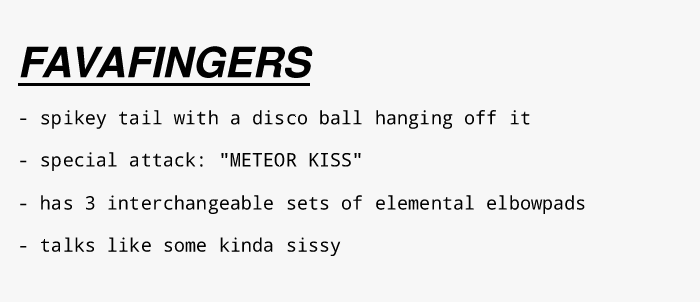 FAVAFINGERS
- spikey tail with a disco ball hanging off it
- special attack: "METEOR KISS"
- has 3 interchangeable sets of elemental elbowpads
- talks like some kinda sissy